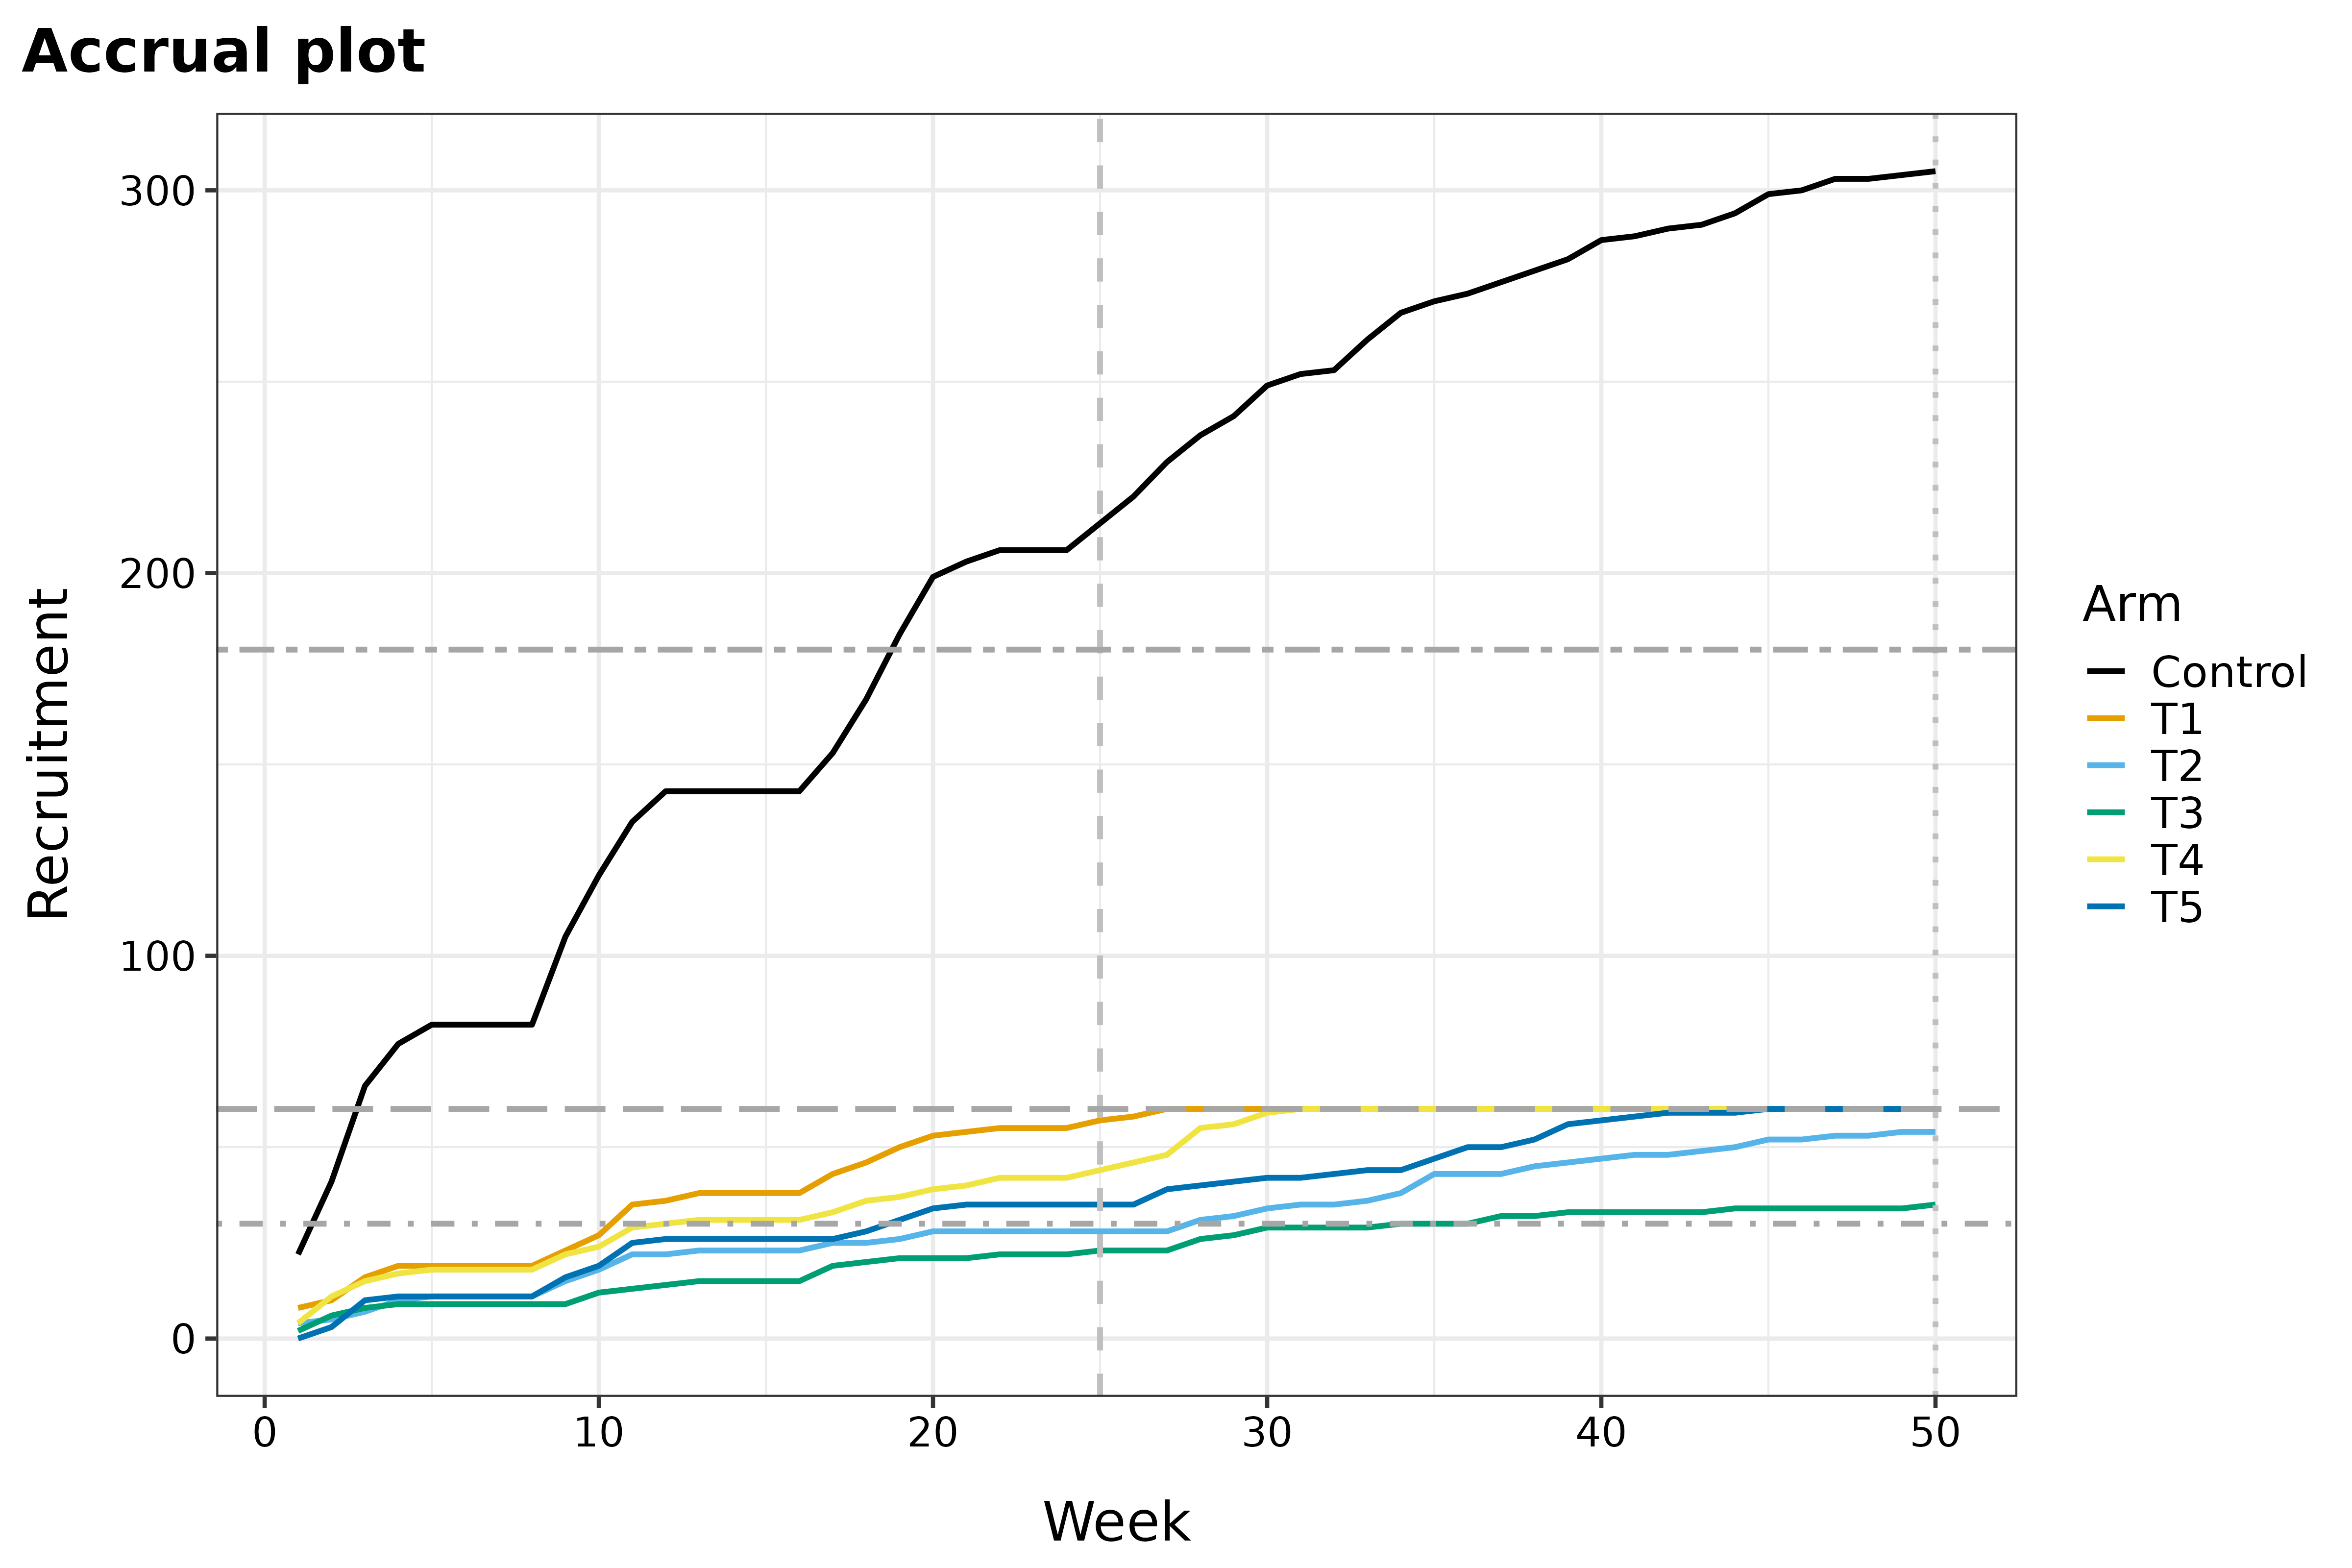 Accrual plot
300
200
100
0
Recruitment
0 10 20 30 40 50
Week
Arm
Control
T1
T2
T3
T4
T5